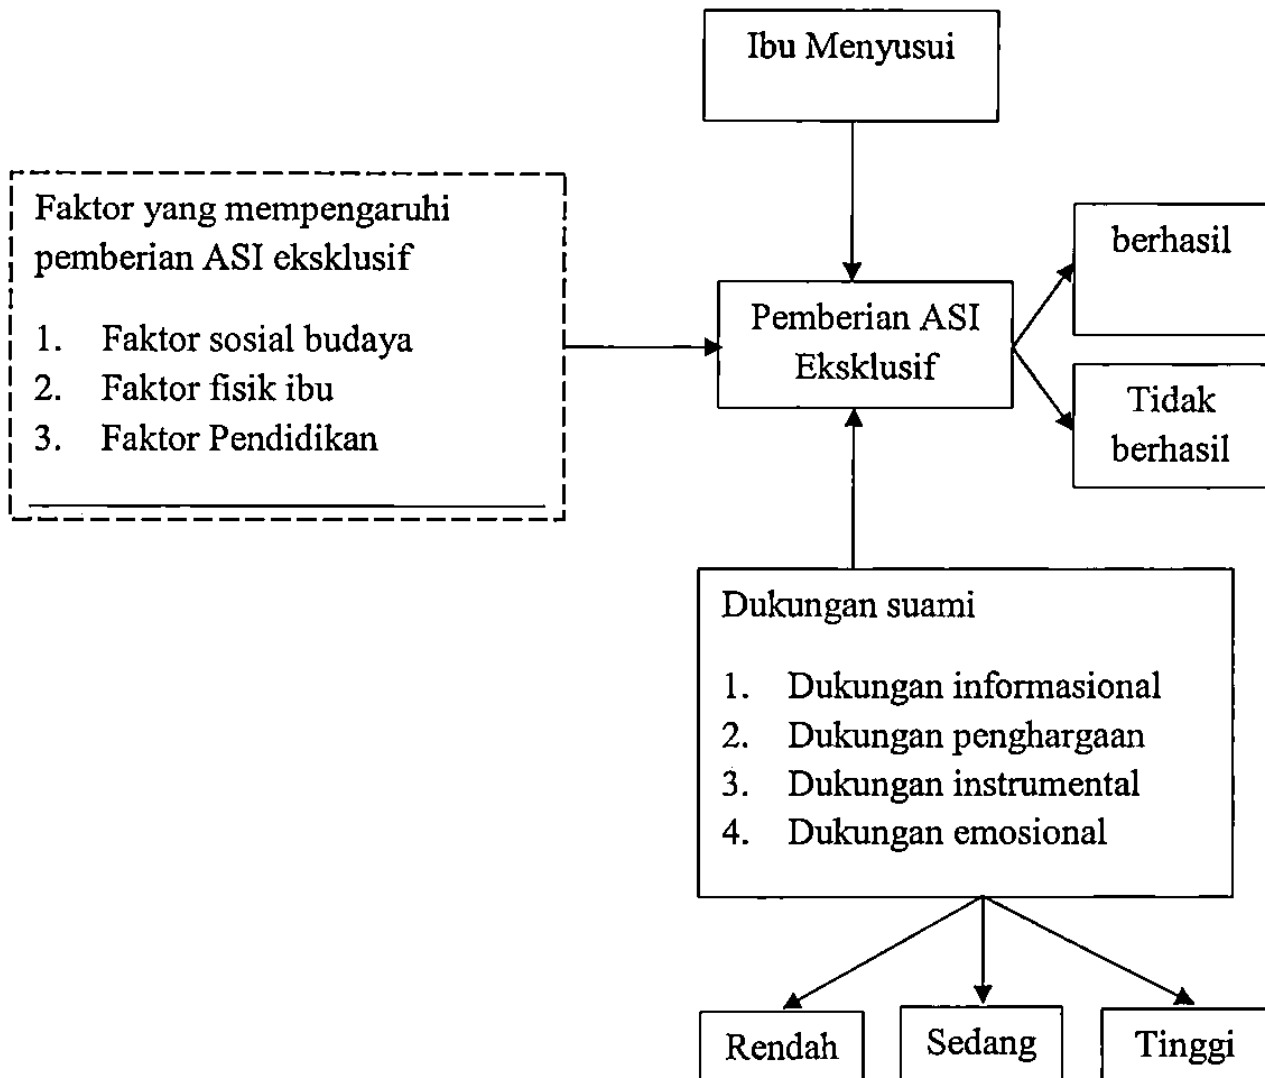 Ibu Menyusui
Faktor yang mempengaruhi
pemberian ASI eksklusif
1. Faktor sosial budaya
2. Faktor fisik ibu
3. Faktor Pendidikan
Pemberian ASI
Eksklusif
berhasil
Tidak
berhasil
Dukungan suami
1. Dukungan informasional
2. Dukungan penghargaan
3. Dukungan instrumental
4. Dukungan emosional
Rendah
Sedang
Tinggi